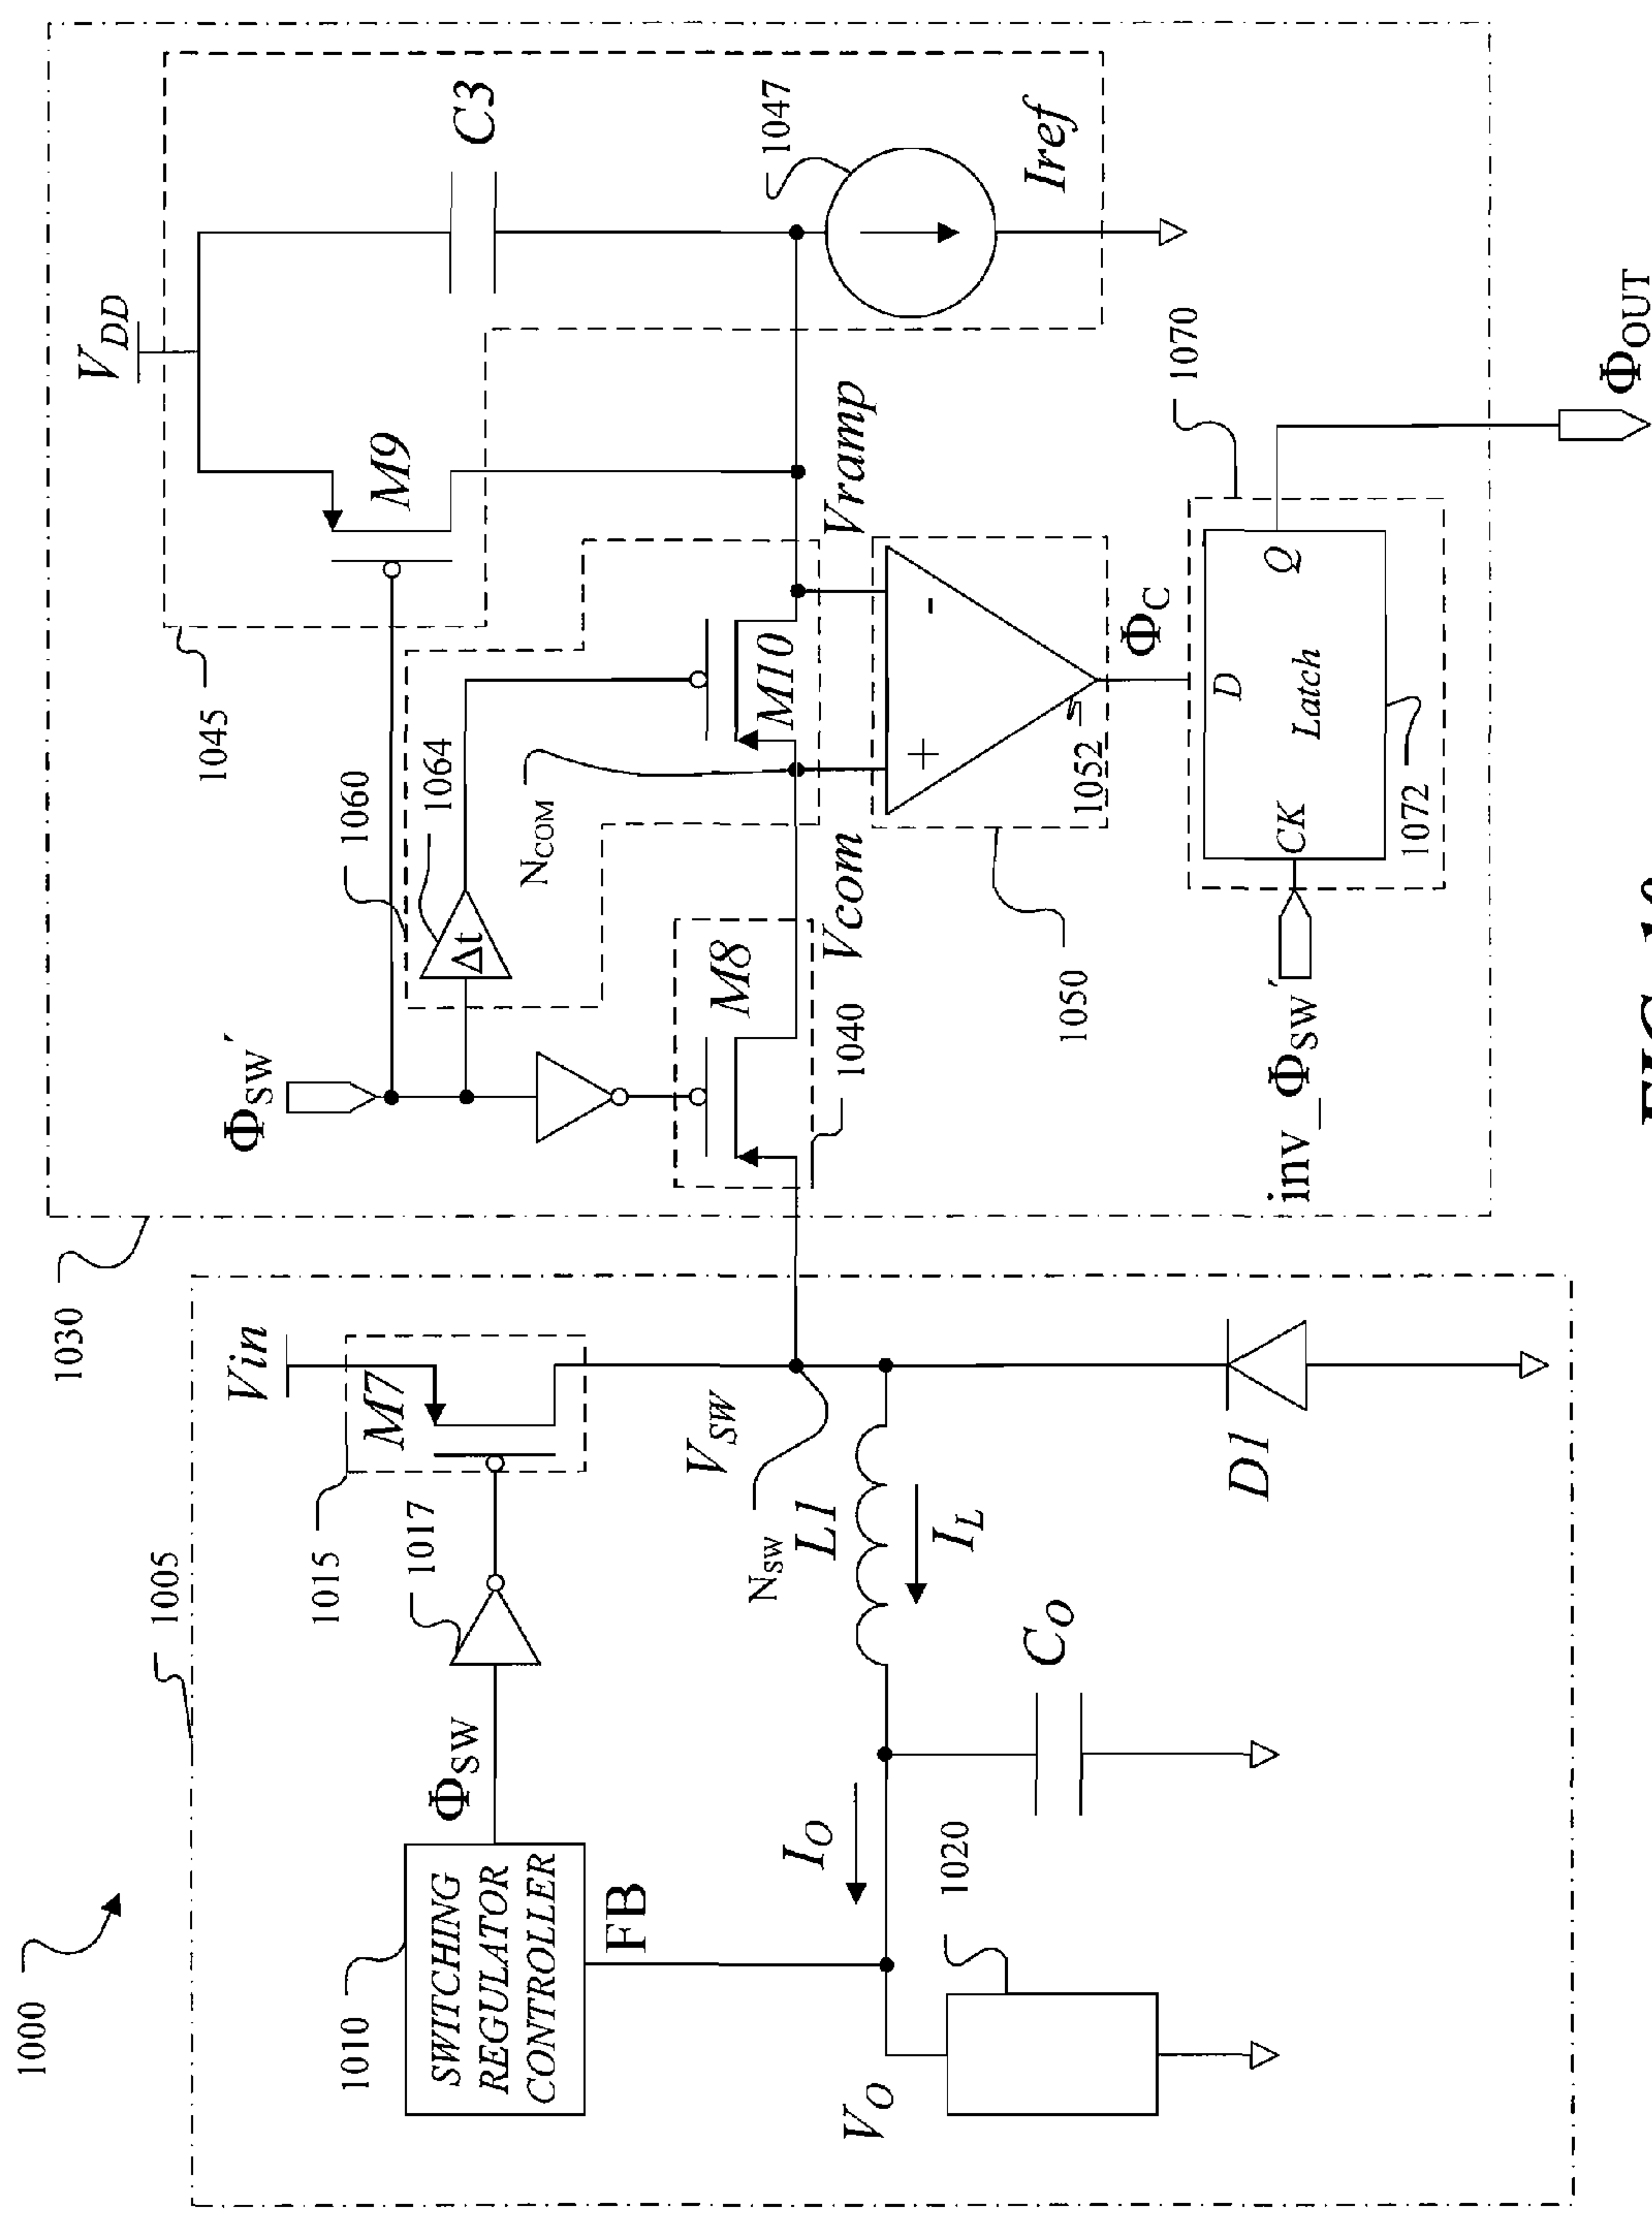 1000
1005
1010
SWITCHING
REGULATOR
CONTROLLER
Φ_SW
1017
1015
M7
Vin
FB
V_SW
N_SW
L1
I_L
I_O
C_O
V_O
1020
D1
1030
Φ_SW´
1060
1064
Δt
1045
V_DD
M9
C3
1047
Iref
N_COM
M10
Vramp
M8
1040
Vcom
+
-
1052
1050
Φ_C
1070
D
Q
Latch
CK
1072
inv_Φ_SW´
Φ_OUT